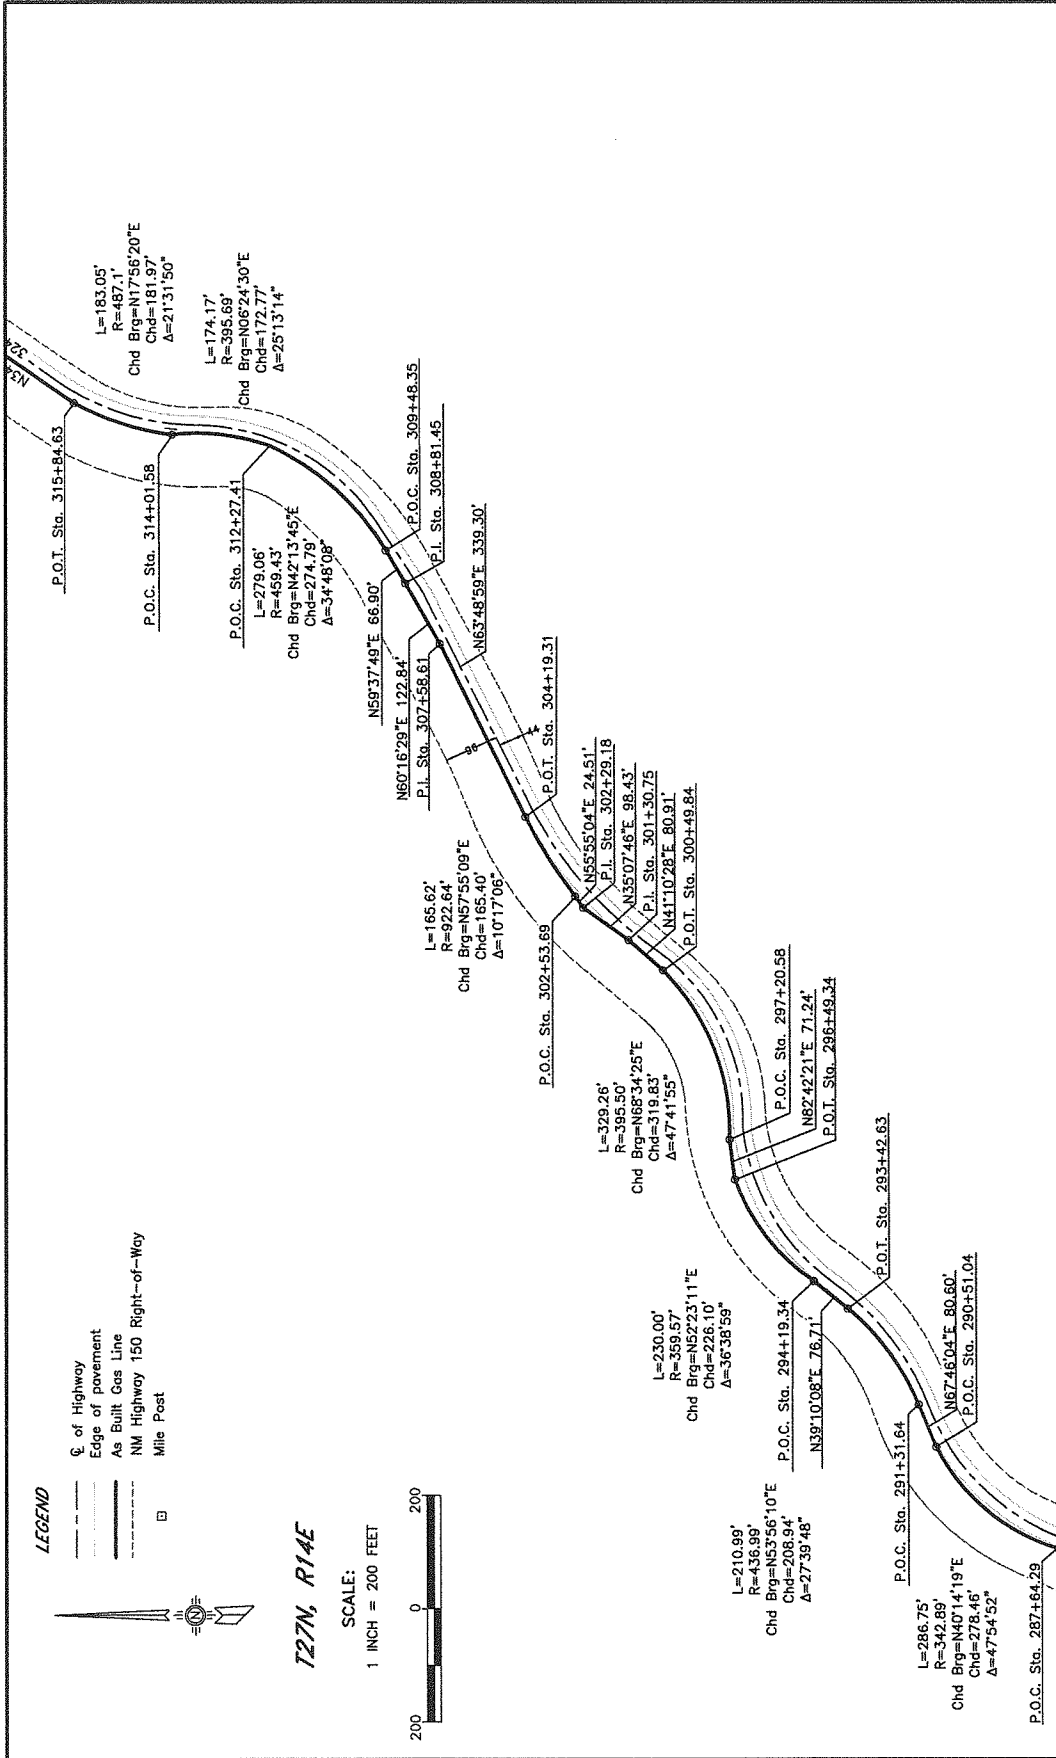 LEGEND
℄ of Highway
Edge of pavement
As Built Gas Line
NM Highway 150 Right-of-Way
Mile Post
N
T27N, R14E
SCALE:
1 INCH = 200 FEET
200
0
200
L=183.05'
R=487.1'
Chd Brg=N17°56'20"E
Chd=181.97'
Δ=21°31'50"
L=174.17'
R=395.69'
Chd Brg=N06°24'30"E
Chd=172.77'
Δ=25°13'14"
P.O.T. Sta. 315+84.63
P.O.C. Sta. 314+01.58
P.O.C. Sta. 312+27.41
L=279.06'
R=459.43'
Chd Brg=N42°13'45"E
Chd=274.79'
Δ=34°48'08"
P.O.C. Sta. 309+48.35
P.I. Sta. 308+81.45
N59°37'49"E 66.90'
N60°16'29"E 122.84'
P.I. Sta. 307+58.61
N63°48'59"E 339.30'
96
P.O.T. Sta. 304+19.31
L=165.62'
R=922.64'
Chd Brg=N57°55'09"E
Chd=165.40'
Δ=10°17'06"
P.O.C. Sta. 302+53.69
N55°55'04"E 24.51'
P.I. Sta. 302+29.18
N35°07'46"E 98.43'
P.I. Sta. 301+30.75
N41°10'28"E 80.91'
P.O.T. Sta. 300+49.84
L=329.26'
R=395.50'
Chd Brg=N68°34'25"E
Chd=319.83'
Δ=47°41'55"
P.O.C. Sta. 297+20.58
N82°42'21"E 71.24'
P.O.T. Sta. 296+49.34
L=230.00'
R=359.57'
Chd Brg=N52°23'11"E
Chd=226.10'
Δ=36°38'59"
P.O.C. Sta. 294+19.34
N39°10'08"E 76.71'
P.O.T. Sta. 293+42.63
L=210.99'
R=436.99'
Chd Brg=N53°56'10"E
Chd=208.94'
Δ=27°39'48"
P.O.C. Sta. 291+31.64
N67°46'04"E 80.60'
P.O.C. Sta. 290+51.04
L=286.75'
R=342.89'
Chd Brg=N40°14'19"E
Chd=278.46'
Δ=47°54'52"
P.O.C. Sta. 287+64.29